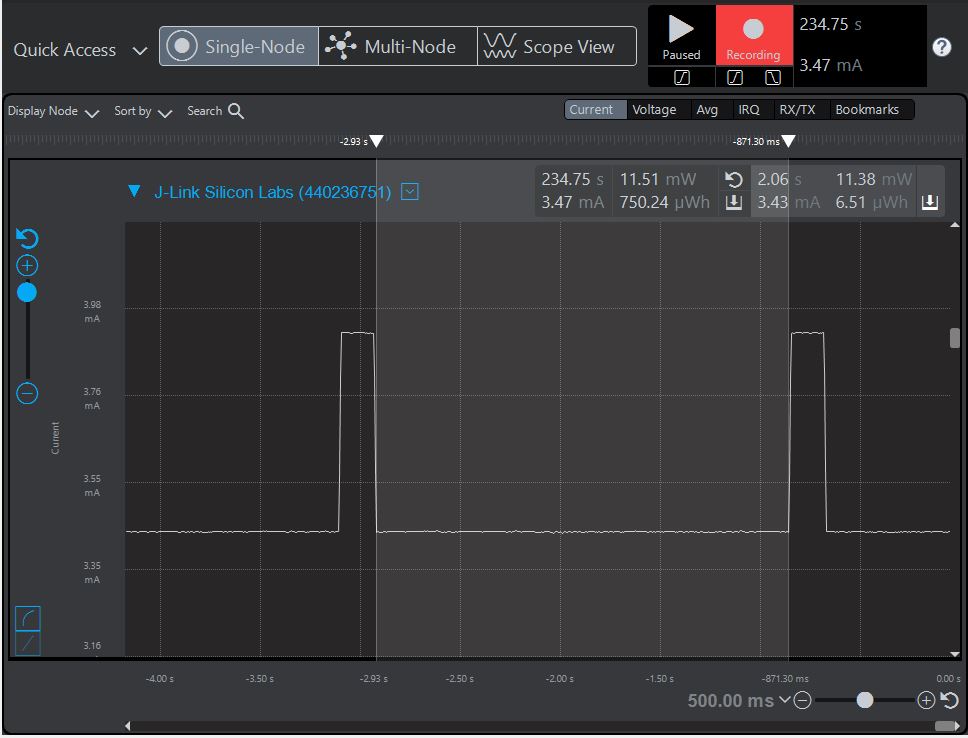 Quick Access
Single-Node
Multi-Node
Scope View
Paused
Recording
234.75 s
3.47 mA
?
Display Node
Sort by
Search
Current
Voltage
Avg
IRQ
RX/TX
Bookmarks
-2.93 s
-871.30 ms
J-Link Silicon Labs (440236751)
234.75 s 11.51 mW 2.06 s 11.38 mW
3.47 mA 750.24 µWh 3.43 mA 6.51 µWh
3.98
mA
3.76
mA
Current
3.55
mA
3.35
mA
3.16
-4.00 s -3.50 s -2.93 s -2.50 s -2.00 s -1.50 s -871.30 ms 0.00 s
500.00 ms